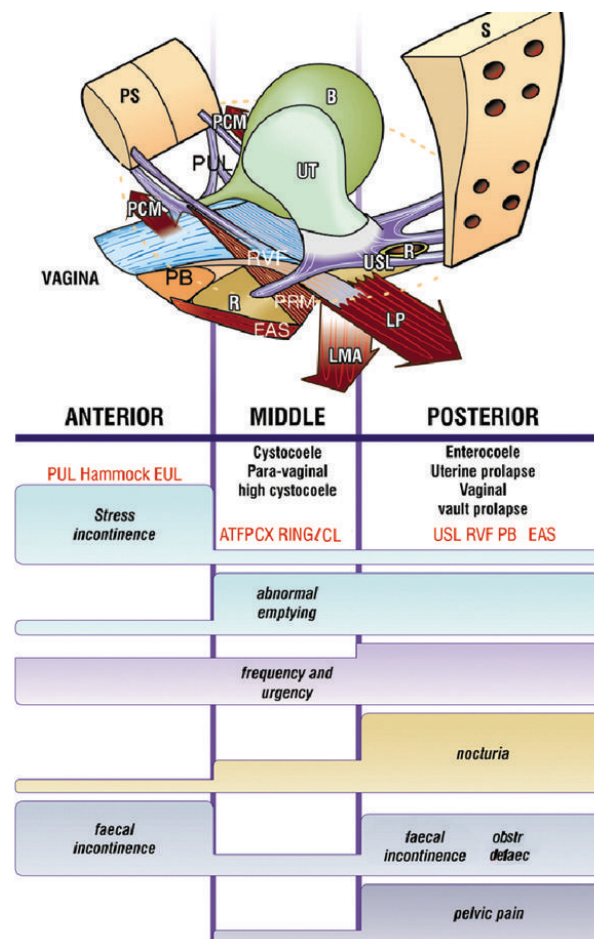 S
PS
B
PCM
PUL
UT
PCM
R
USL
RVF
VAGINA
PB
R
PRM
LP
EAS
LMA
ANTERIOR
MIDDLE
POSTERIOR
Cystocoele
Para-vaginal
high cystocoele
Enterocoele
Uterine prolapse
Vaginal
vault prolapse
PUL Hammock EUL
Stress
incontinence
ATFPCX RING/CL
USL RVF PB EAS
abnormal
emptying
frequency and
urgency
nocturia
faecal
incontinence
faecal
incontinence
obstr
defaec
pelvic pain